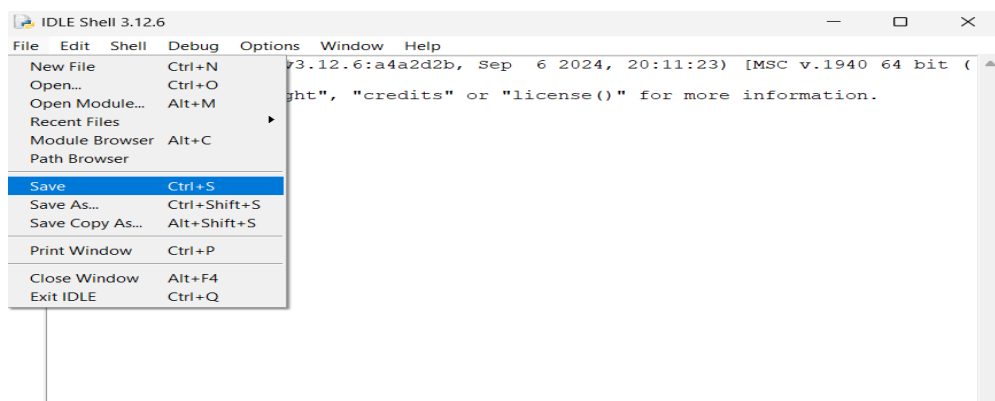 IDLE Shell 3.12.6
File Edit Shell Debug Options Window Help
New File Ctrl+N
v3.12.6:a4a2d2b, Sep 6 2024, 20:11:23) [MSC v.1940 64 bit (
Open... Ctrl+O
Open Module... Alt+M
ght", "credits" or "license()" for more information.
Recent Files
Module Browser Alt+C
Path Browser
Save Ctrl+S
Save As... Ctrl+Shift+S
Save Copy As... Alt+Shift+S
Print Window Ctrl+P
Close Window Alt+F4
Exit IDLE Ctrl+Q